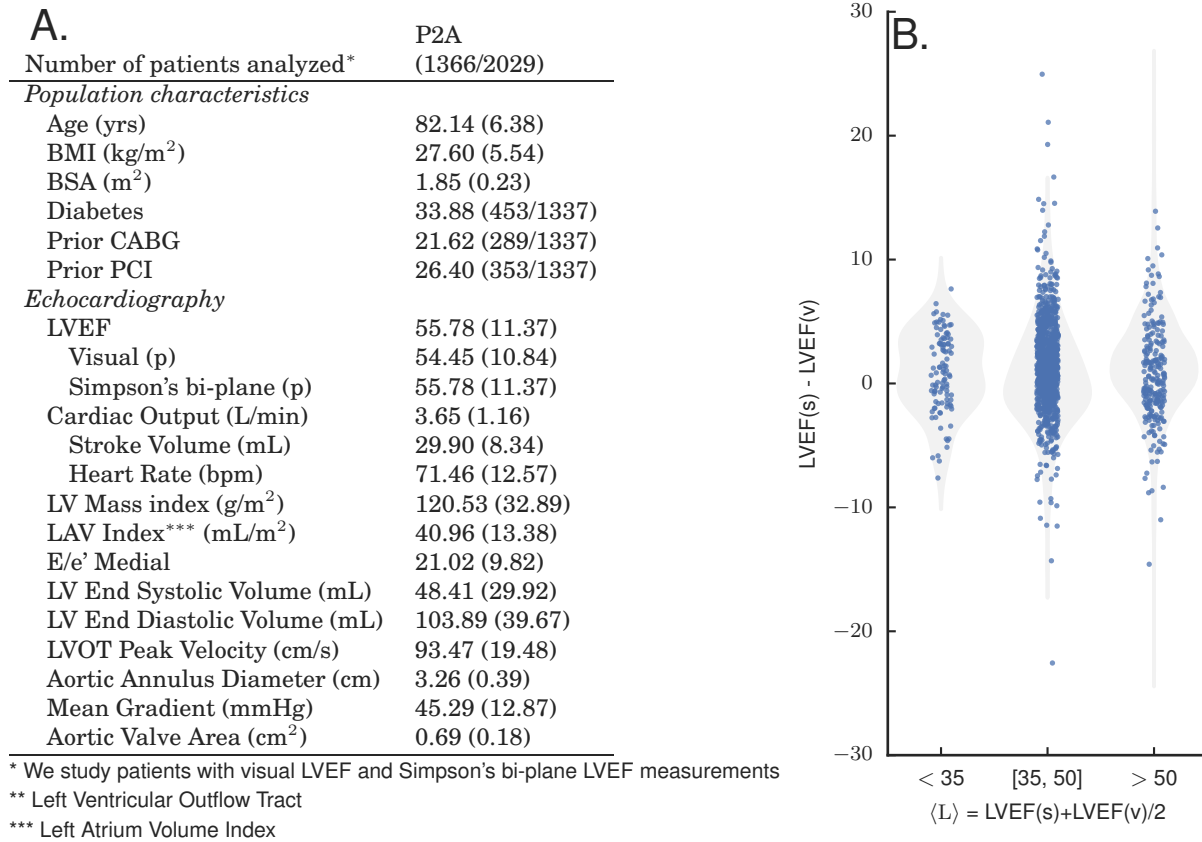 A.
P2A
Number of patients analyzed* (1366/2029)
Population characteristics
Age (yrs) 82.14 (6.38)
BMI (kg/m²) 27.60 (5.54)
BSA (m²) 1.85 (0.23)
Diabetes 33.88 (453/1337)
Prior CABG 21.62 (289/1337)
Prior PCI 26.40 (353/1337)
Echocardiography
LVEF 55.78 (11.37)
Visual (p) 54.45 (10.84)
Simpson's bi-plane (p) 55.78 (11.37)
Cardiac Output (L/min) 3.65 (1.16)
Stroke Volume (mL) 29.90 (8.34)
Heart Rate (bpm) 71.46 (12.57)
LV Mass index (g/m²) 120.53 (32.89)
LAV Index*** (mL/m²) 40.96 (13.38)
E/e' Medial 21.02 (9.82)
LV End Systolic Volume (mL) 48.41 (29.92)
LV End Diastolic Volume (mL) 103.89 (39.67)
LVOT Peak Velocity (cm/s) 93.47 (19.48)
Aortic Annulus Diameter (cm) 3.26 (0.39)
Mean Gradient (mmHg) 45.29 (12.87)
Aortic Valve Area (cm²) 0.69 (0.18)
* We study patients with visual LVEF and Simpson's bi-plane LVEF measurements
** Left Ventricular Outflow Tract
*** Left Atrium Volume Index
B.
LVEF(s) - LVEF(v)
30
20
10
0
−10
−20
−30
< 35 [35, 50] > 50
⟨L⟩ = LVEF(s)+LVEF(v)/2